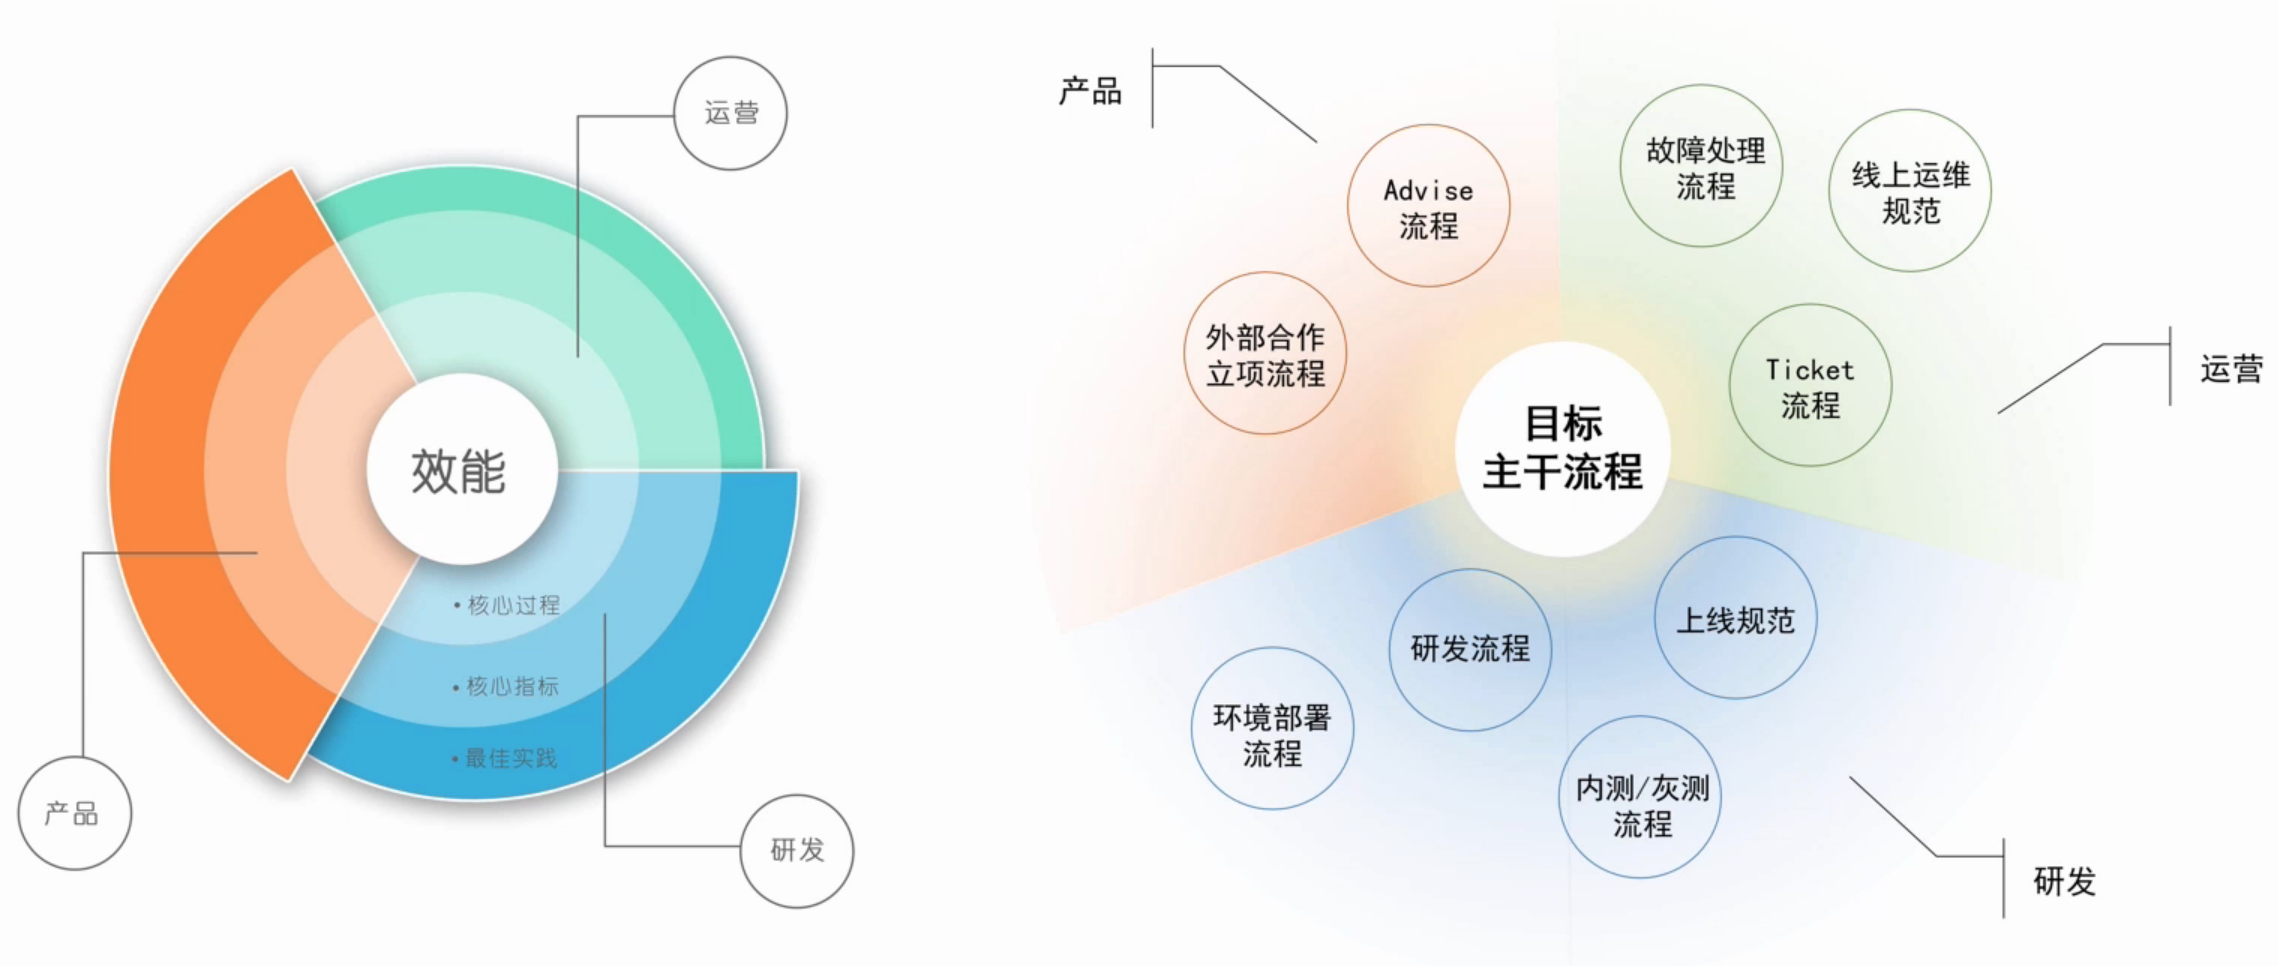 运营
效能
• 核心过程
• 核心指标
• 最佳实践
产品
研发
产品
Advise
流程
外部合作
立项流程
故障处理
流程
线上运维
规范
Ticket
流程
运营
目标
主干流程
研发流程
上线规范
环境部署
流程
内测/灰测
流程
研发